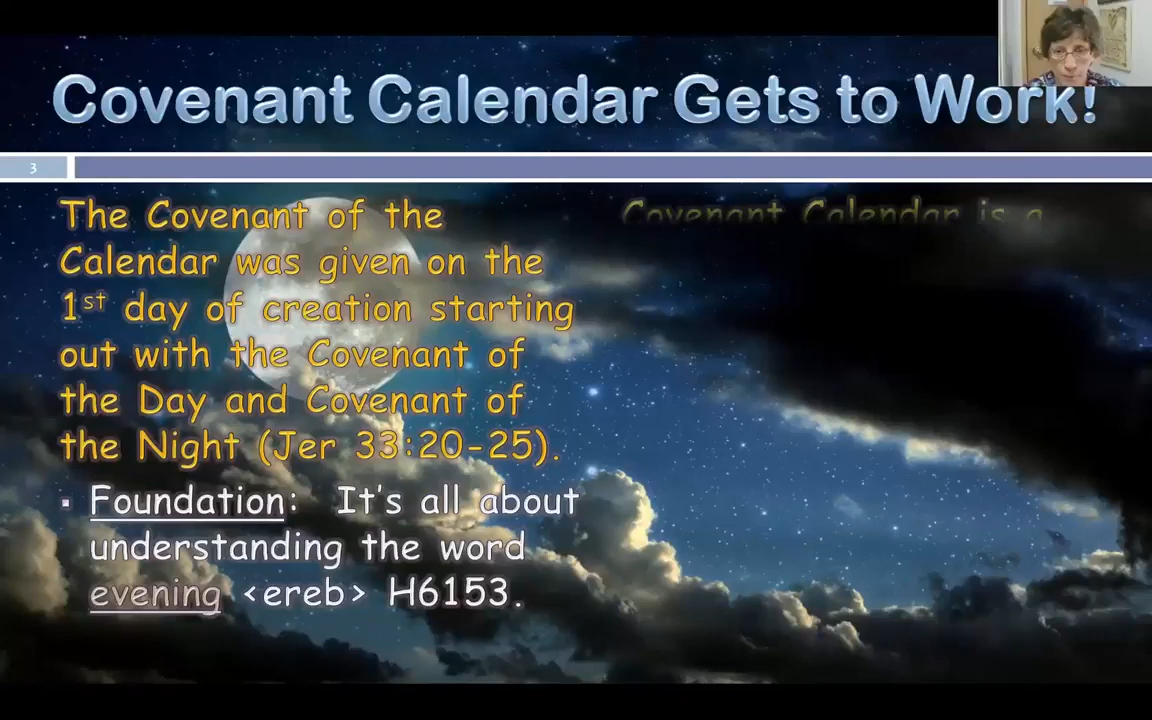 Covenant Calendar Gets to Work!
3
The Covenant of the
Calendar was given on the
1st day of creation starting
out with the Covenant of
the Day and Covenant of
the Night (Jer 33:20-25).
▪ Foundation: It's all about
understanding the word
evening <ereb> H6153.
Covenant Calendar is a